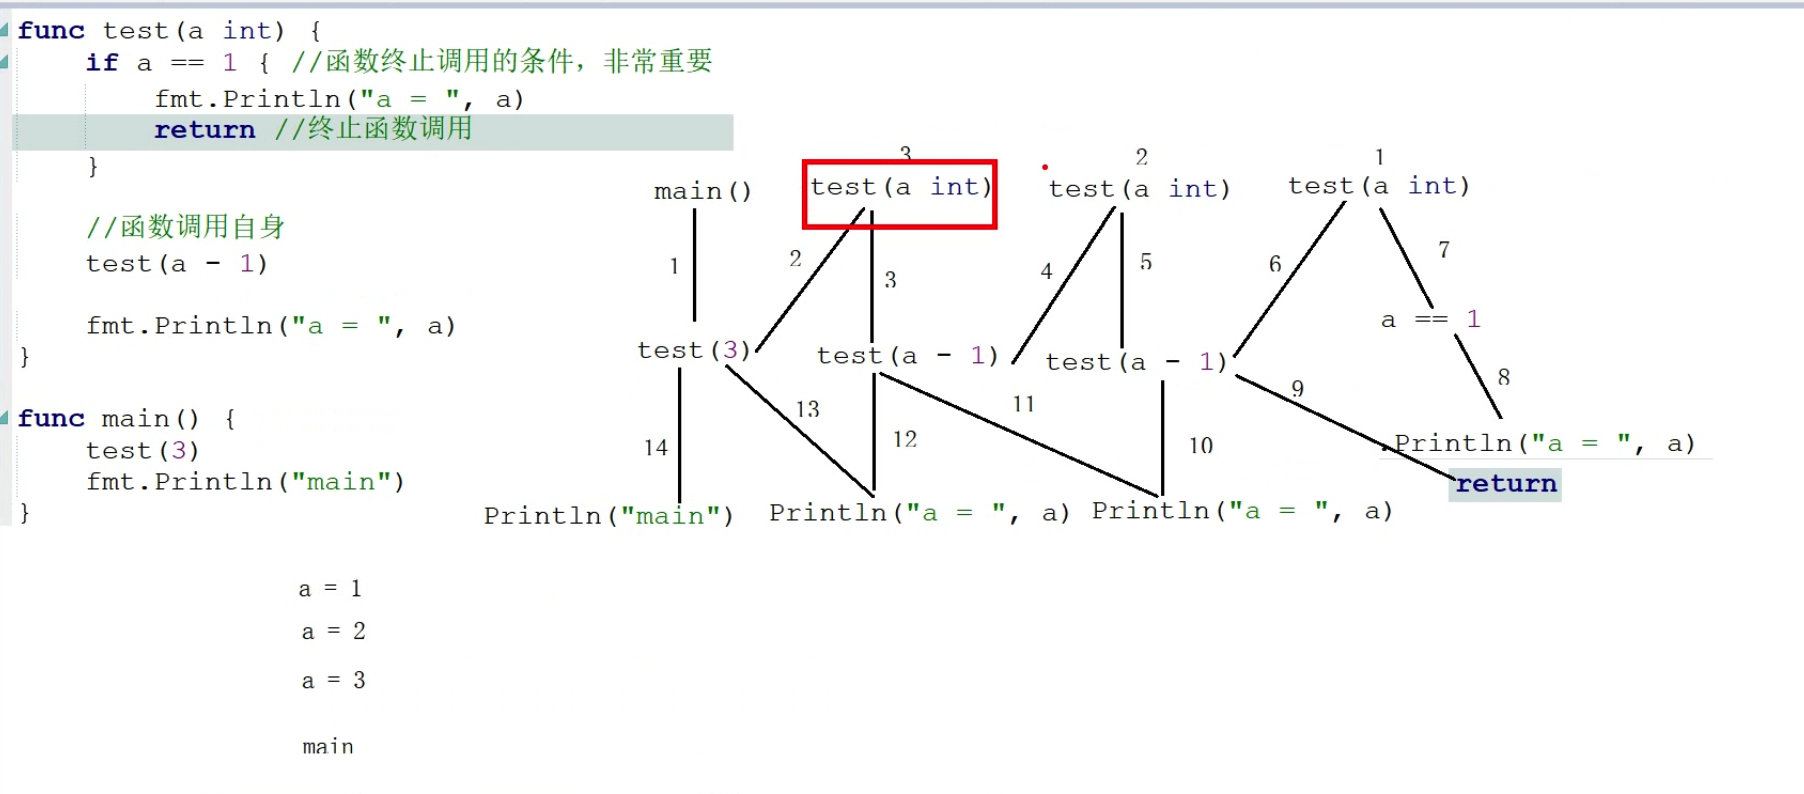 func test(a int) {
if a == 1 { //函数终止调用的条件，非常重要
fmt.Println("a = ", a)
return //终止函数调用
}
//函数调用自身
test(a - 1)
fmt.Println("a = ", a)
}
func main() {
test(3)
fmt.Println("main")
}
3
2
1
main()
test(a int)
test(a int)
test(a int)
1
2
3
4
5
6
7
a == 1
test(3)
test(a - 1)
test(a - 1)
8
9
10
11
12
13
14
Println("a = ", a)
return
Println("main")
Println("a = ", a)
Println("a = ", a)
a = 1
a = 2
a = 3
main